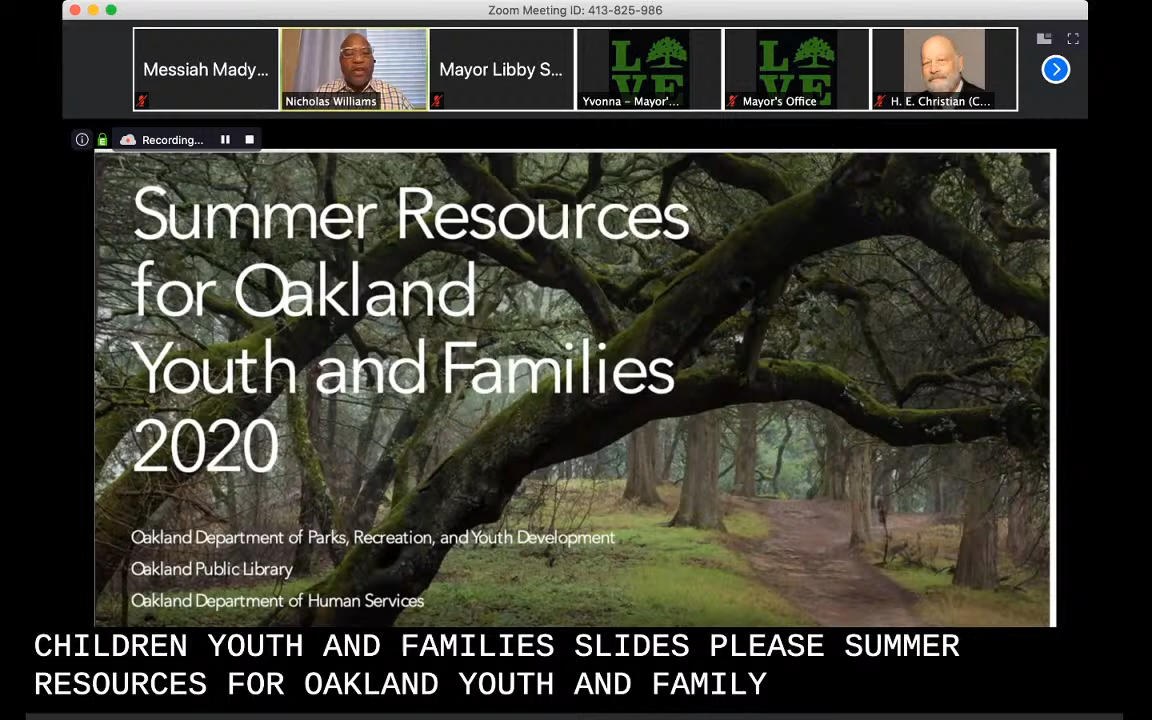 Zoom Meeting ID: 413-825-986
Messiah Mady...
Nicholas Williams
Mayor Libby S...
LOVE
Yvonna – Mayor'...
LOVE
Mayor's Office
H. E. Christian (C...
Recording...
Summer Resources
for Oakland
Youth and Families
2020
Oakland Department of Parks, Recreation, and Youth Development
Oakland Public Library
Oakland Department of Human Services
CHILDREN YOUTH AND FAMILIES SLIDES PLEASE SUMMER
RESOURCES FOR OAKLAND YOUTH AND FAMILY